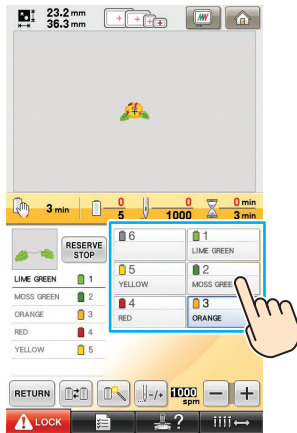 23.2 mm
36.3 mm
3 min
0
5
0
1000
0 min
3 min
RESERVE
STOP
LIME GREEN 1
MOSS GREEN 2
ORANGE 3
RED 4
YELLOW 5
6
1
LIME GREEN
5
YELLOW
2
MOSS GREE
4
RED
3
ORANGE
RETURN
-/+
1000
spm
- +
LOCK
?